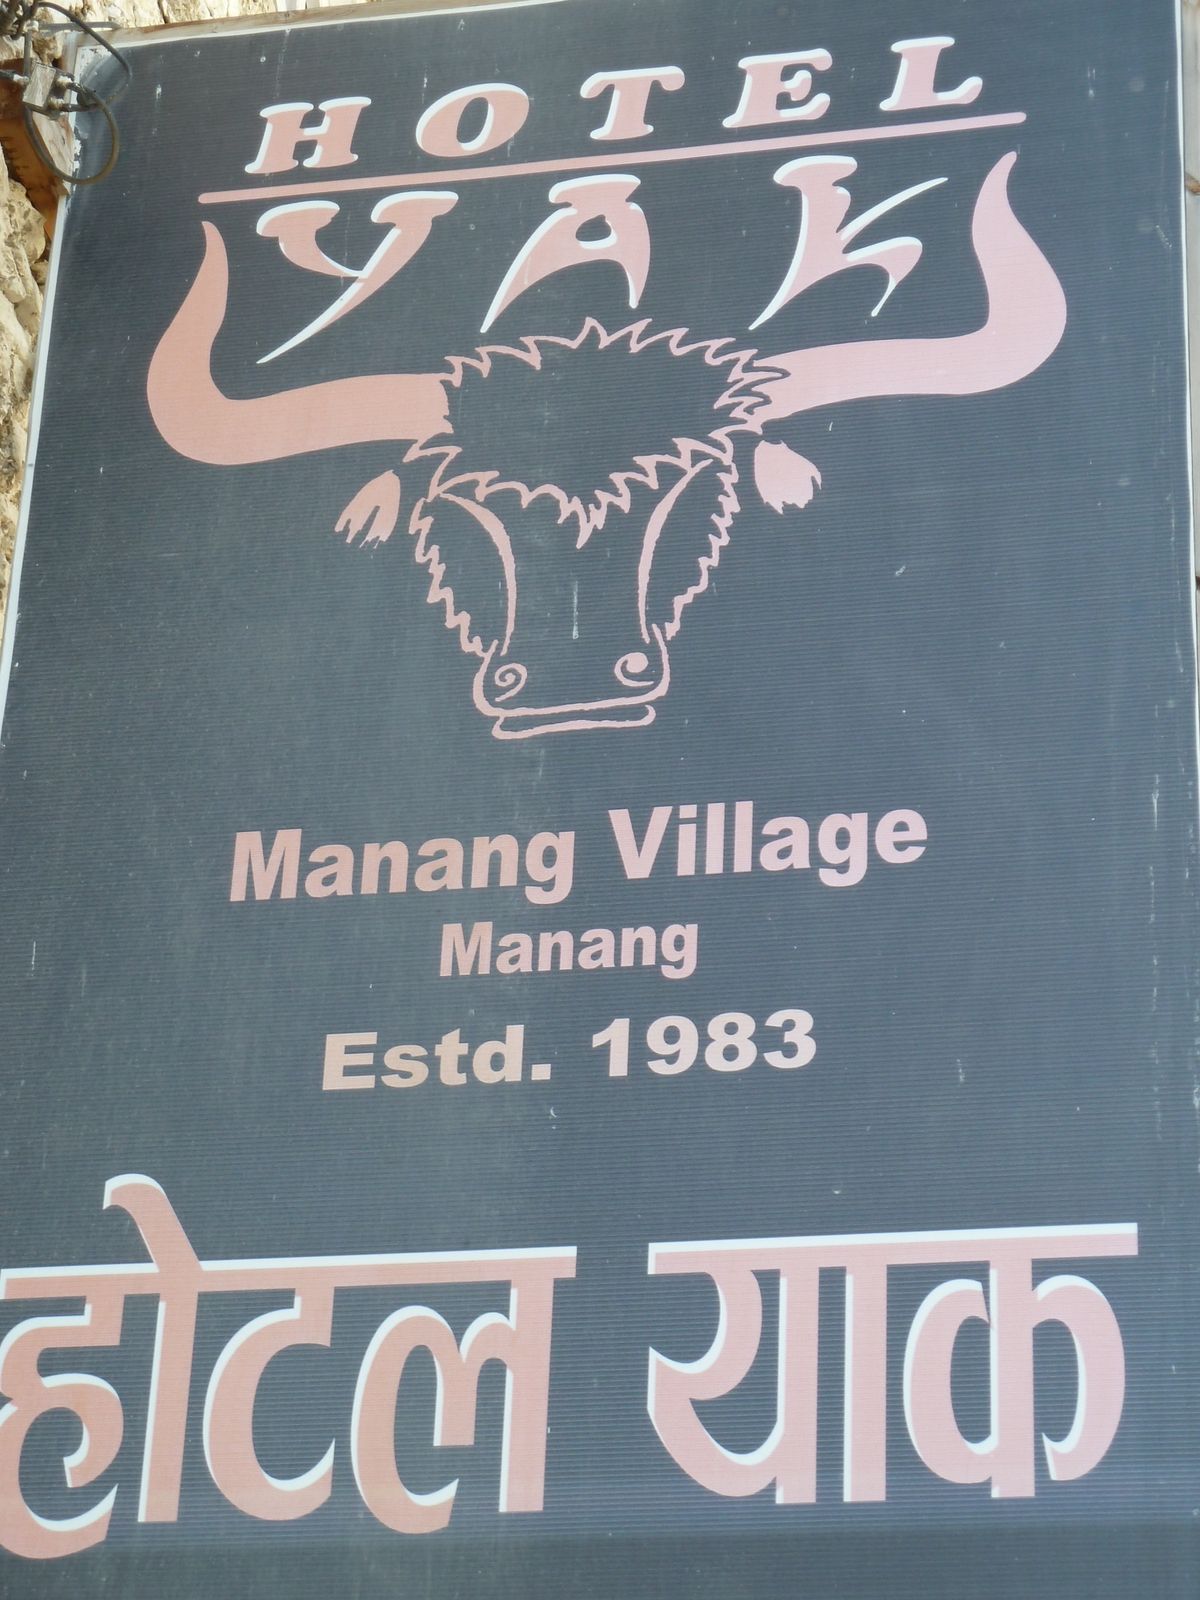 HOTEL
YAK
Manang Village
Manang
Estd. 1983
होटल याक